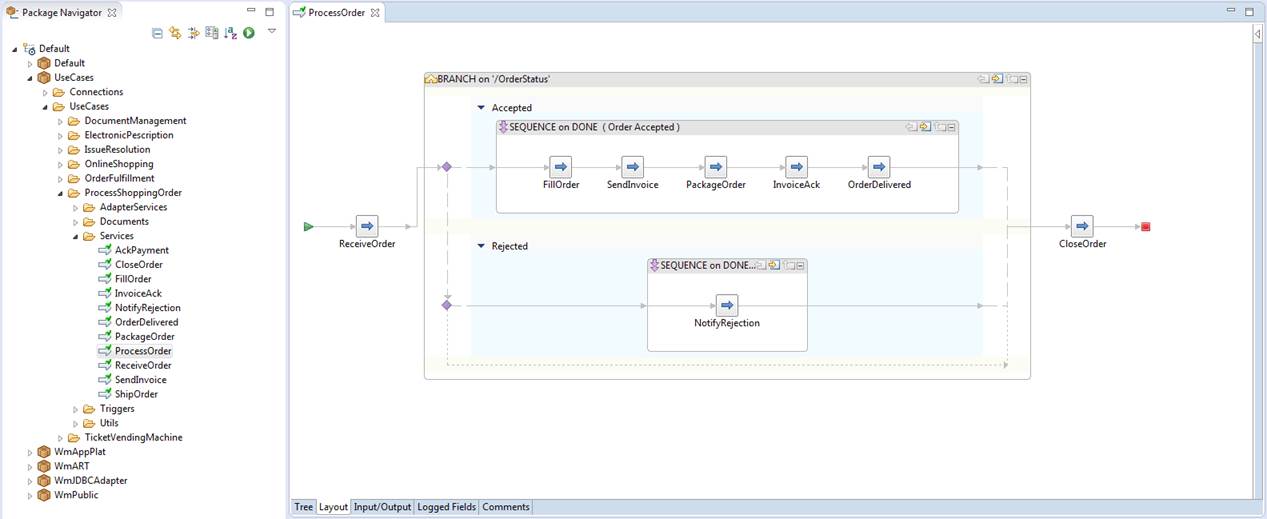 Package Navigator
Default
Default
UseCases
Connections
UseCases
DocumentManagement
ElectronicPescription
IssueResolution
OnlineShopping
OrderFulfillment
ProcessShoppingOrder
AdapterServices
Documents
Services
AckPayment
CloseOrder
FillOrder
InvoiceAck
NotifyRejection
OrderDelivered
PackageOrder
ProcessOrder
ReceiveOrder
SendInvoice
ShipOrder
Triggers
Utils
TicketVendingMachine
WmAppPlat
WmART
WmJDBCAdapter
WmPublic
ProcessOrder
BRANCH on '/OrderStatus'
Accepted
SEQUENCE on DONE ( Order Accepted )
FillOrder SendInvoice PackageOrder InvoiceAck OrderDelivered
ReceiveOrder
CloseOrder
Rejected
SEQUENCE on DONE...
NotifyRejection
Tree Layout Input/Output Logged Fields Comments